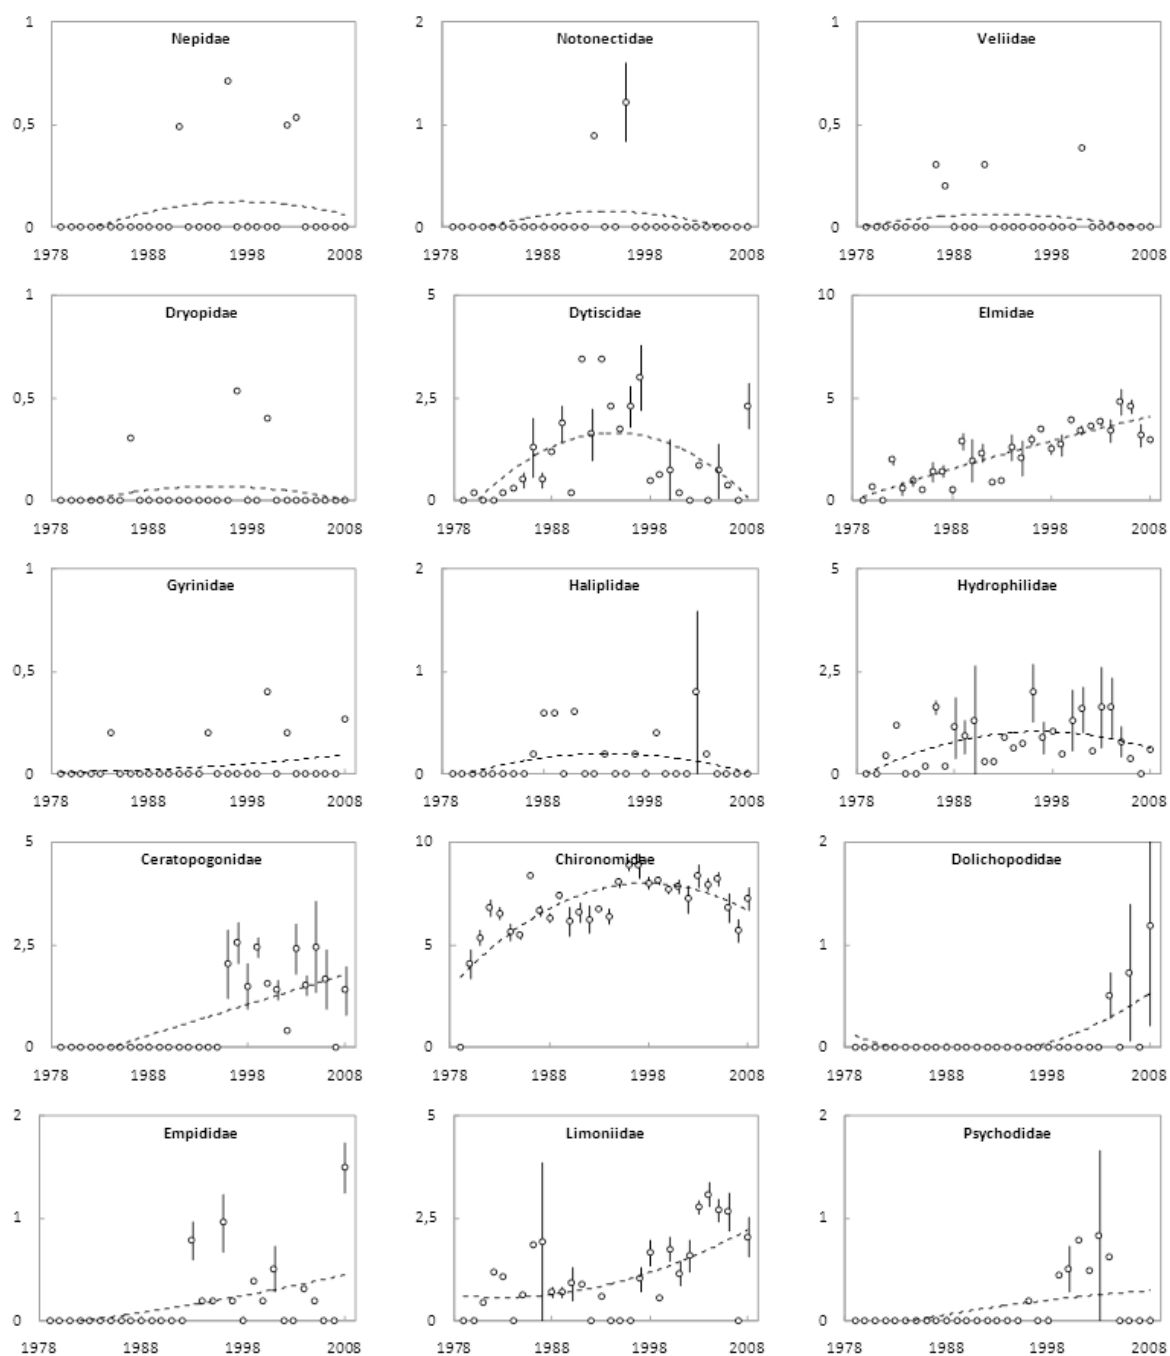 1 2 1
Nepidae Notonectidae Veliidae
0,5 1 0,5
0 0 0
1978 1988 1998 2008 1978 1988 1998 2008 1978 1988 1998 2008
1 5 10
Dryopidae Dytiscidae Elmidae
0,5 2,5 5
0 0 0
1978 1988 1998 2008 1978 1988 1998 2008 1978 1988 1998 2008
1 2 5
Gyrinidae Haliplidae Hydrophilidae
0,5 1 2,5
0 0 0
1978 1988 1998 2008 1978 1988 1998 2008 1978 1988 1998 2008
5 10 2
Ceratopogonidae Chironomidae Dolichopodidae
2,5 5 1
0 0 0
1978 1988 1998 2008 1978 1988 1998 2008 1978 1988 1998 2008
2 5 2
Empididae Limoniidae Psychodidae
1 2,5 1
0 0 0
1978 1988 1998 2008 1978 1988 1998 2008 1978 1988 1998 2008